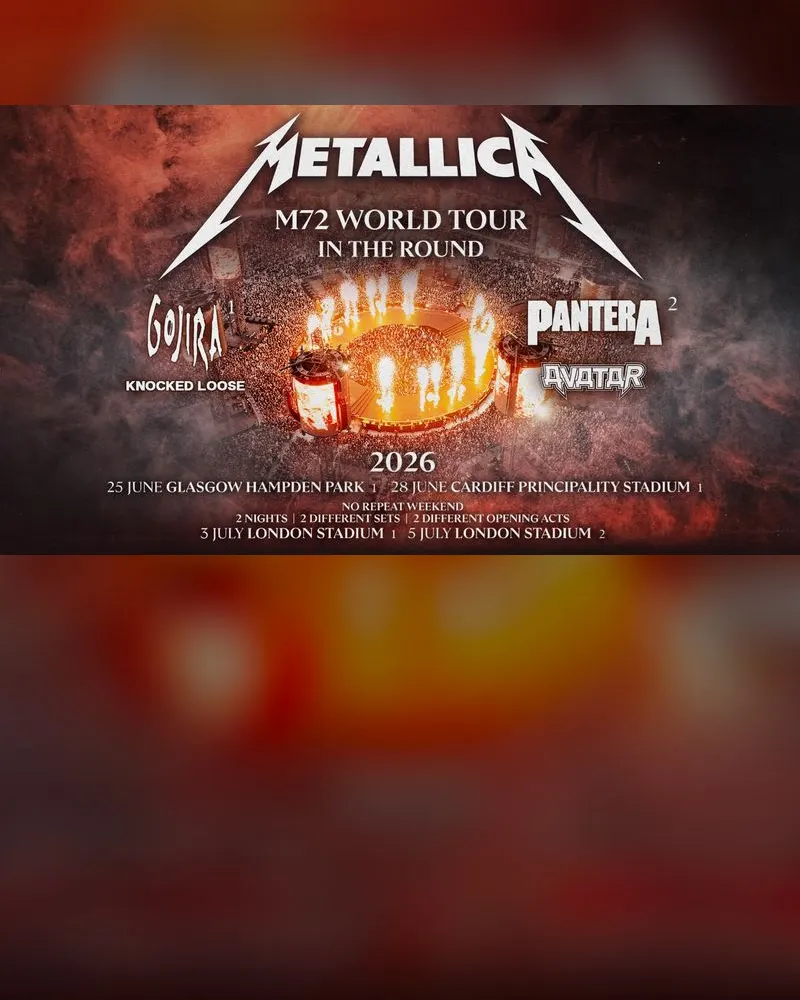 METALLICA
M72 WORLD TOUR
IN THE ROUND
GOJIRA 1
KNOCKED LOOSE
PANTERA 2
AVATAR
2026
25 JUNE GLASGOW HAMPDEN PARK 1 28 JUNE CARDIFF PRINCIPALITY STADIUM 1
NO REPEAT WEEKEND
2 NIGHTS | 2 DIFFERENT SETS | 2 DIFFERENT OPENING ACTS
3 JULY LONDON STADIUM 1 5 JULY LONDON STADIUM 2